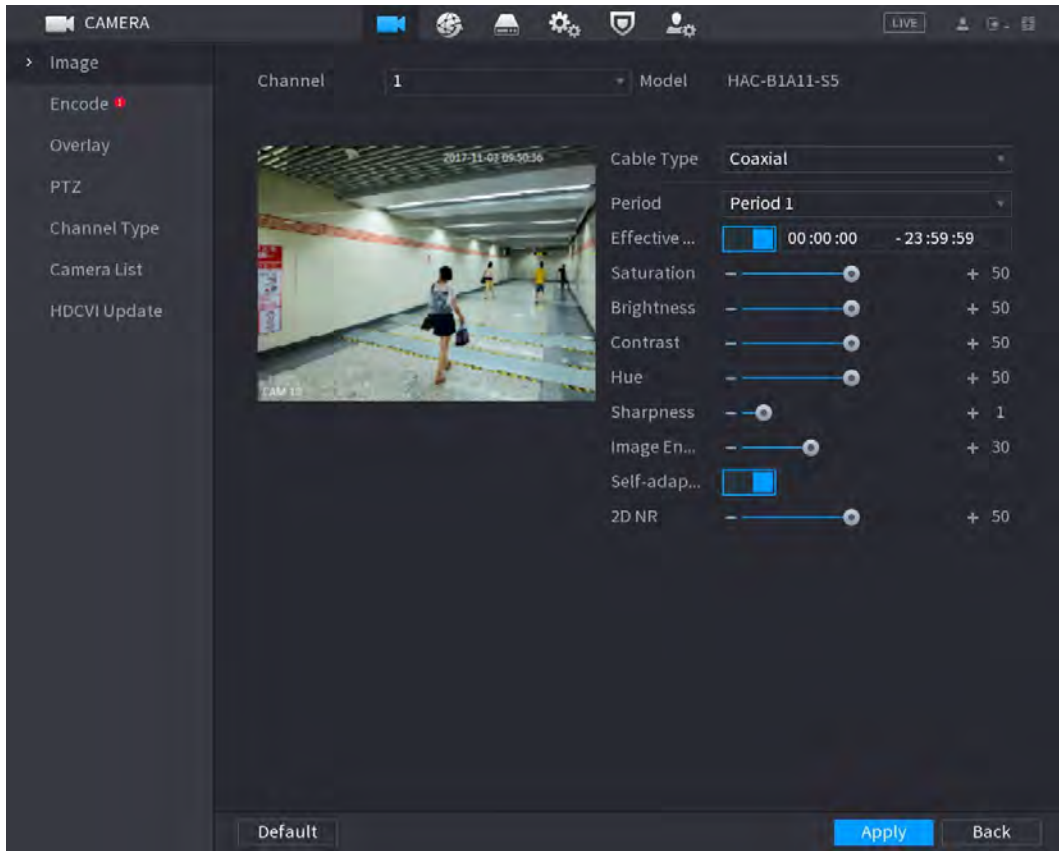 CAMERA
LIVE
Image
Encode
Overlay
PTZ
Channel Type
Camera List
HDCVI Update
Channel 1 Model HAC-B1A11-S5
2017-11-03 09:50:36
CAM 10
Cable Type Coaxial
Period Period 1
Effective ... 00:00:00 -23:59:59
Saturation - + 50
Brightness - + 50
Contrast - + 50
Hue - + 50
Sharpness - + 1
Image En... - + 30
Self-adap...
2D NR - + 50
Default
Apply
Back